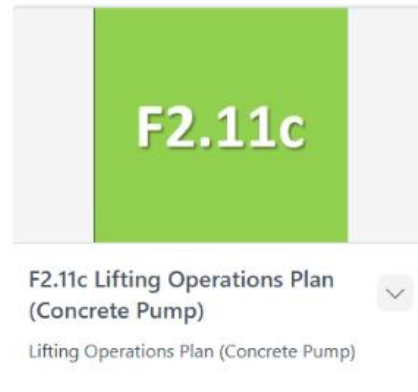 F2.11c
F2.11c Lifting Operations Plan
(Concrete Pump)
Lifting Operations Plan (Concrete Pump)